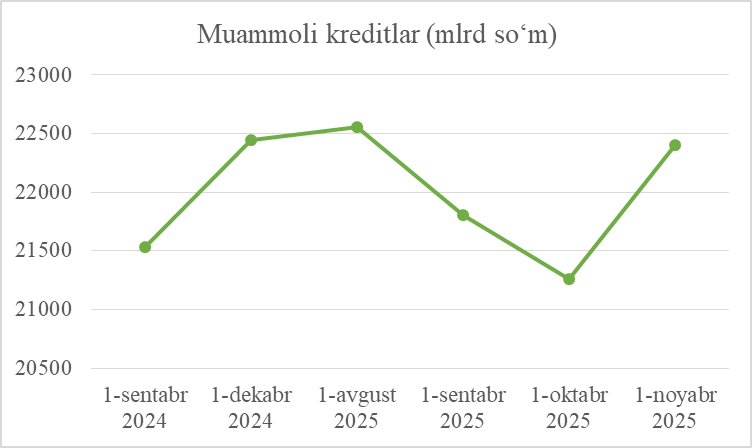 Muammoli kreditlar (mlrd so‘m)
23000
22500
22000
21500
21000
20500
1-sentabr 2024
1-dekabr 2024
1-avgust 2025
1-sentabr 2025
1-oktabr 2025
1-noyabr 2025